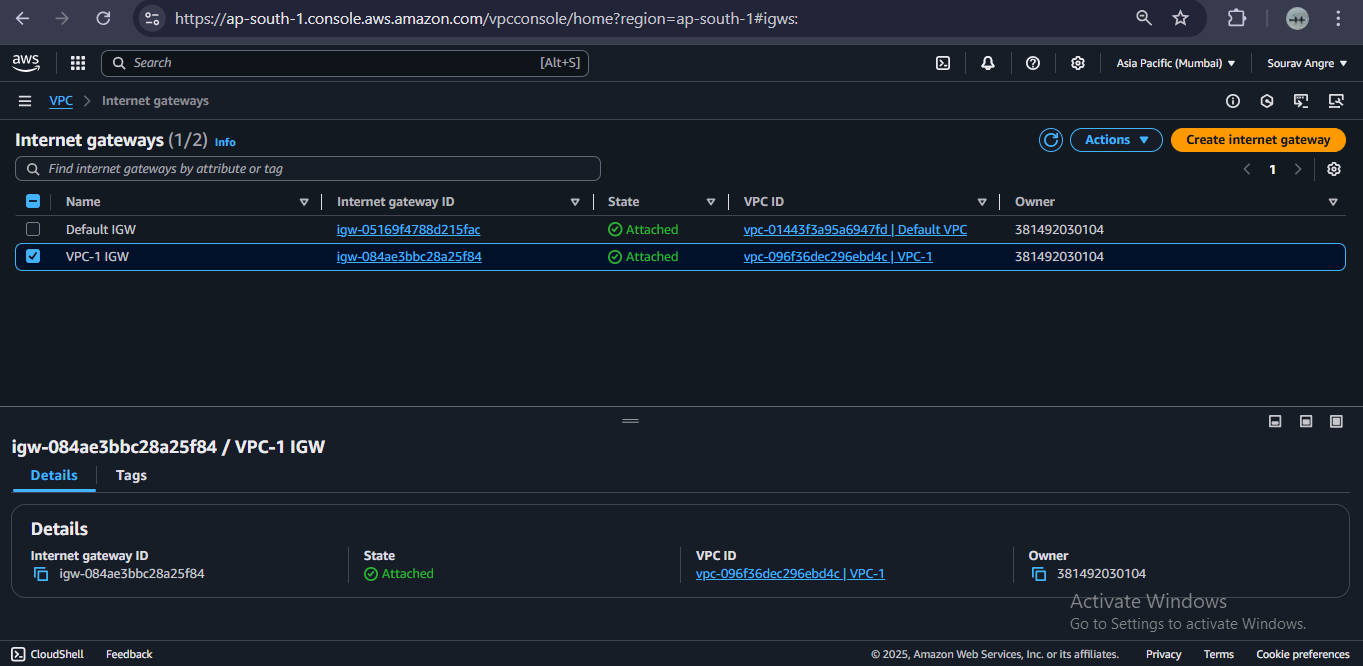 https://ap-south-1.console.aws.amazon.com/vpcconsole/home?region=ap-south-1#igws:
aws Search [Alt+S] Asia Pacific (Mumbai) Sourav Angre
VPC Internet gateways
Internet gateways (1/2) Info Actions Create internet gateway
Find internet gateways by attribute or tag 1
Name Internet gateway ID State VPC ID Owner
Default IGW igw-05169f4788d215fac Attached vpc-01443f3a95a6947fd | Default VPC 381492030104
VPC-1 IGW igw-084ae3bbc28a25f84 Attached vpc-096f36dec296ebd4c | VPC-1 381492030104
igw-084ae3bbc28a25f84 / VPC-1 IGW
Details Tags
Details
Internet gateway ID State VPC ID Owner
igw-084ae3bbc28a25f84 Attached vpc-096f36dec296ebd4c | VPC-1 381492030104
Activate Windows
Go to Settings to activate Windows.
CloudShell Feedback © 2025, Amazon Web Services, Inc. or its affiliates. Privacy Terms Cookie preferences